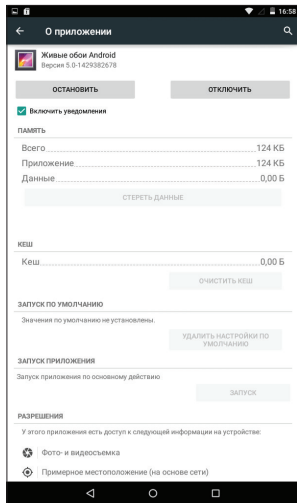 16:58
О приложении
Живые обои Android
Версия 5.0-1429382678
ОСТАНОВИТЬ
ОТКЛЮЧИТЬ
Включить уведомления
ПАМЯТЬ
Всего 124 КБ
Приложение 124 КБ
Данные 0,00 Б
СТЕРЕТЬ ДАННЫЕ
КЕШ
Кеш 0,00 Б
ОЧИСТИТЬ КЕШ
ЗАПУСК ПО УМОЛЧАНИЮ
Значения по умолчанию не установлены.
УДАЛИТЬ НАСТРОЙКИ ПО
УМОЛЧАНИЮ
ЗАПУСК ПРИЛОЖЕНИЯ
Запуск приложения по основному действию
ЗАПУСК
РАЗРЕШЕНИЯ
У этого приложения есть доступ к следующей информации на устройстве:
Фото- и видеосъемка
Примерное местоположение (на основе сети)